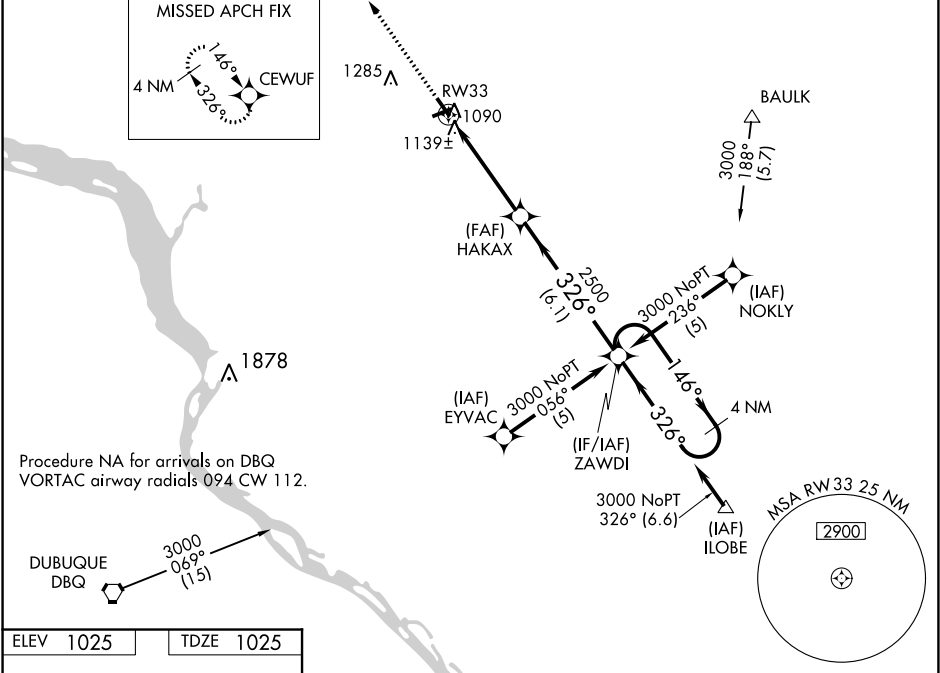 MISSED APCH FIX
146°
4 NM
CEWUF
326°
1285
RW33
1090
1139±
BAULK
3000
188°
(5.7)
(FAF)
HAKAX
2500
326°
(6.1)
3000 NoPT
236°
(5)
(IAF)
NOKLY
1878
(IAF)
EYVAC
3000 NoPT
056°
(5)
146°
326°
4 NM
(IF/IAF)
ZAWDI
Procedure NA for arrivals on DBQ
VORTAC airway radials 094 CW 112.
3000 NoPT
326° (6.6)
(IAF)
ILOBE
MSA RW 33 25 NM
2900
DUBUQUE
DBQ
3000
069°
(15)
ELEV 1025
TDZE 1025